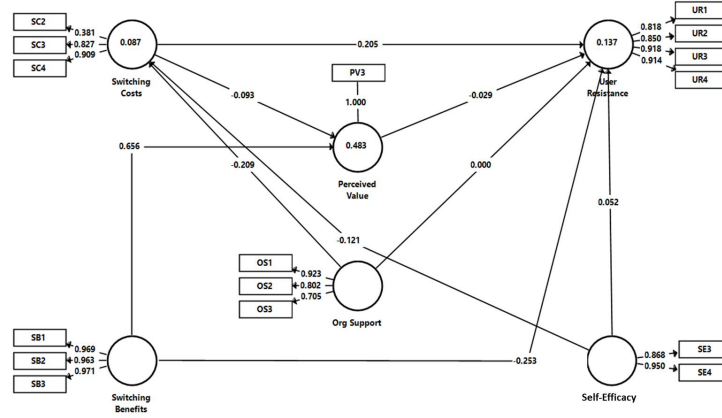 SC2
0.381
SC3
0.827
SC4
0.909
0.087
Switching
Costs
0.205
0.137
User
Resistance
0.818
UR1
0.850
UR2
0.918
UR3
0.914
UR4
PV3
1.000
-0.093
-0.029
0.483
Perceived
Value
0.656
-0.209
0.000
0.052
-0.121
OS1
0.923
OS2
0.802
OS3
0.705
Org Support
SB1
0.969
SB2
0.963
SB3
0.971
Switching
Benefits
-0.253
0.868
SE3
0.950
SE4
Self-Efficacy